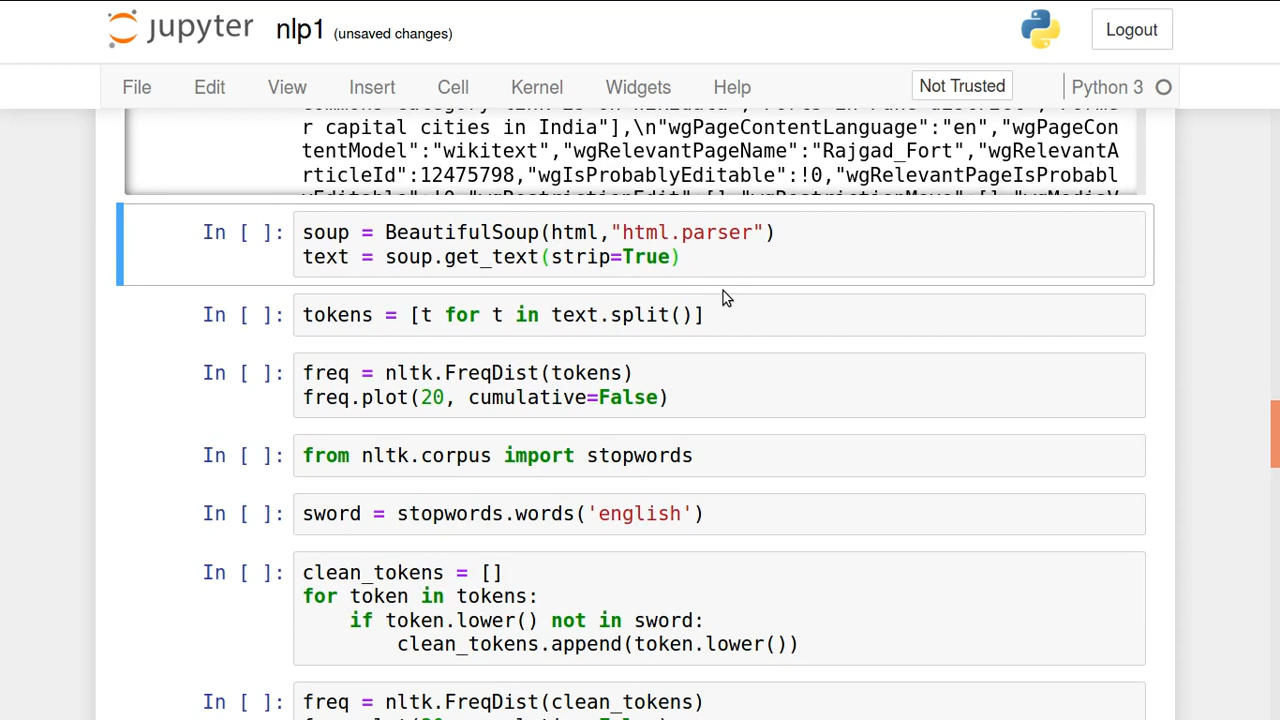 jupyter nlp1 (unsaved changes) Logout
File Edit View Insert Cell Kernel Widgets Help Not Trusted Python 3
r capital cities in India"],\n"wgPageContentLanguage":"en","wgPageCon
tentModel":"wikitext","wgRelevantPageName":"Rajgad_Fort","wgRelevantA
rticleId":12475798,"wgIsProbablyEditable":!0,"wgRelevantPageIsProbabl
In [ ]: soup = BeautifulSoup(html,"html.parser")
text = soup.get_text(strip=True)
In [ ]: tokens = [t for t in text.split()]
In [ ]: freq = nltk.FreqDist(tokens)
freq.plot(20, cumulative=False)
In [ ]: from nltk.corpus import stopwords
In [ ]: sword = stopwords.words('english')
In [ ]: clean_tokens = []
for token in tokens:
if token.lower() not in sword:
clean_tokens.append(token.lower())
In [ ]: freq = nltk.FreqDist(clean_tokens)